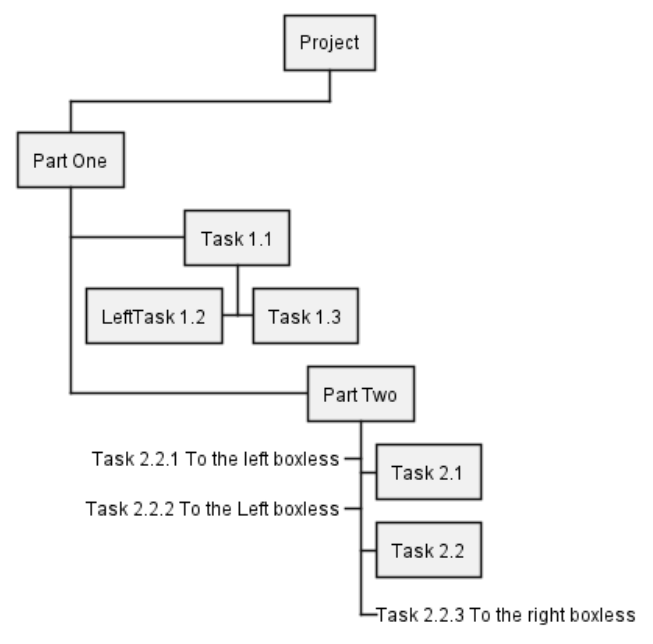 Project
Part One
Task 1.1
LeftTask 1.2
Task 1.3
Part Two
Task 2.2.1 To the left boxless
Task 2.1
Task 2.2.2 To the Left boxless
Task 2.2
Task 2.2.3 To the right boxless